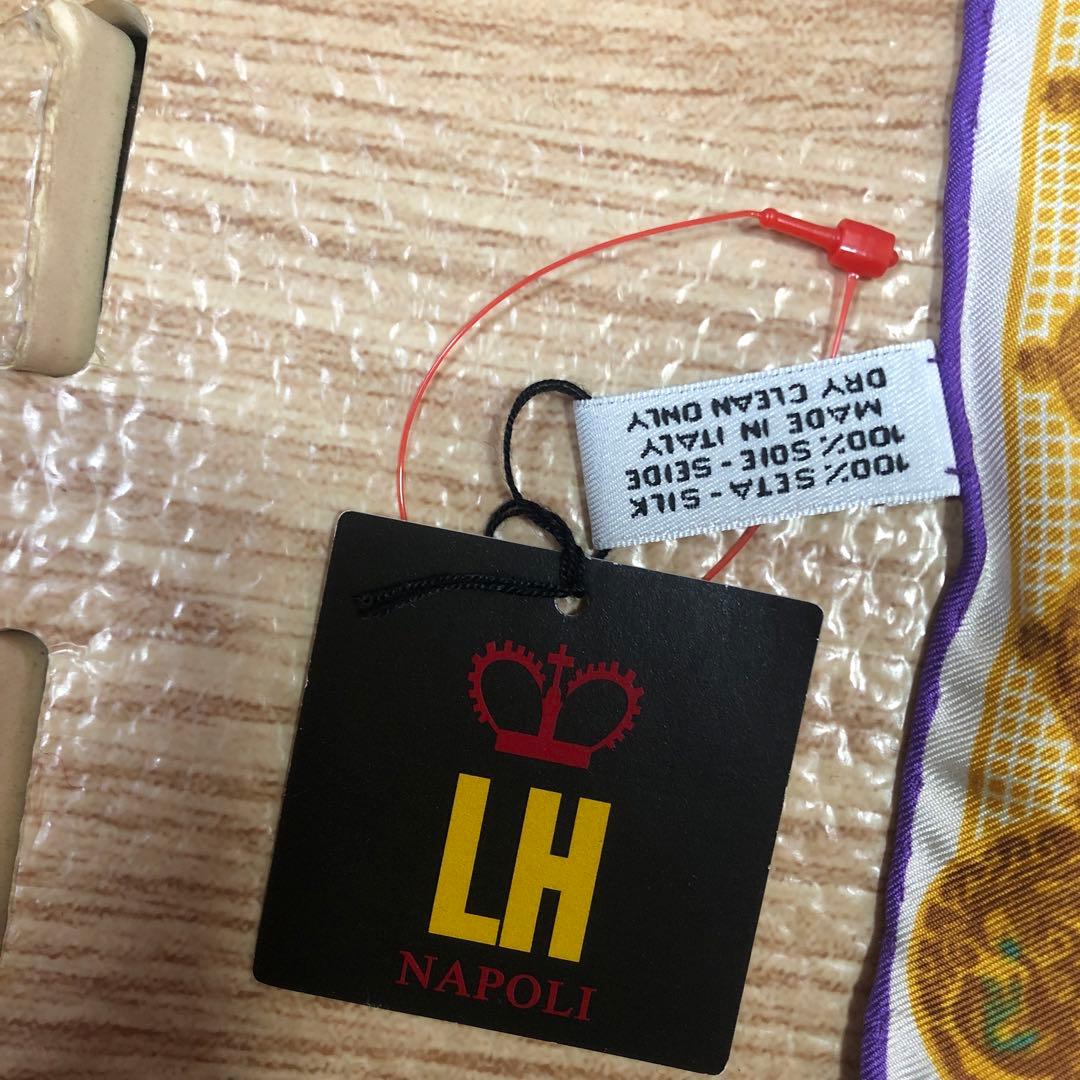 100% SETA - SILK
100% SOIE - SEIDE
MADE IN ITALY
DRY CLEAN ONLY
LH
NAPOLI